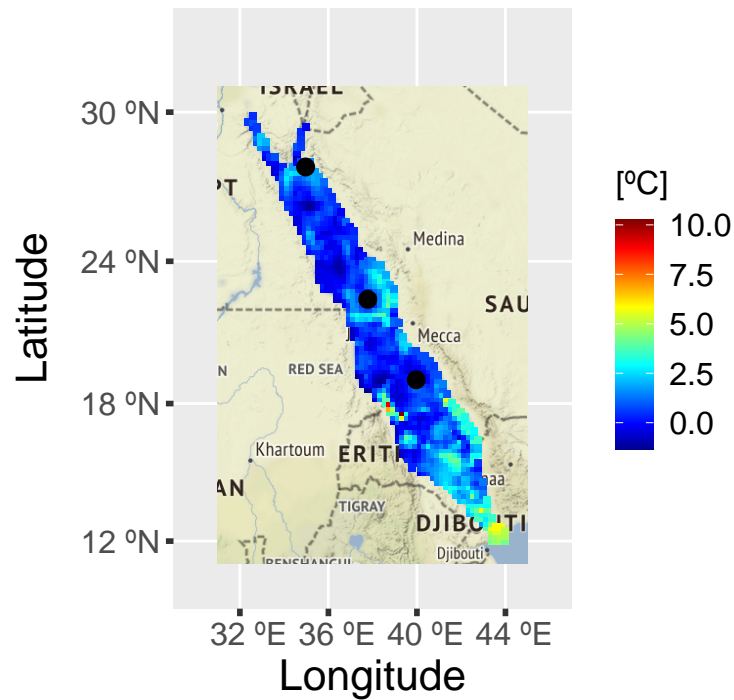 ISRAEL
30 ºN
[ºC]
PT
10.0
Medina
7.5
24 ºN
Latitude
SAU
5.0
Mecca
RED SEA
2.5
N
18 ºN
0.0
Khartoum
ERIT
naa
AN
TIGRAY
DJIBOUTI
12 ºN
Djibouti
BENSHANGUL
32 ºE 36 ºE 40 ºE 44 ºE
Longitude